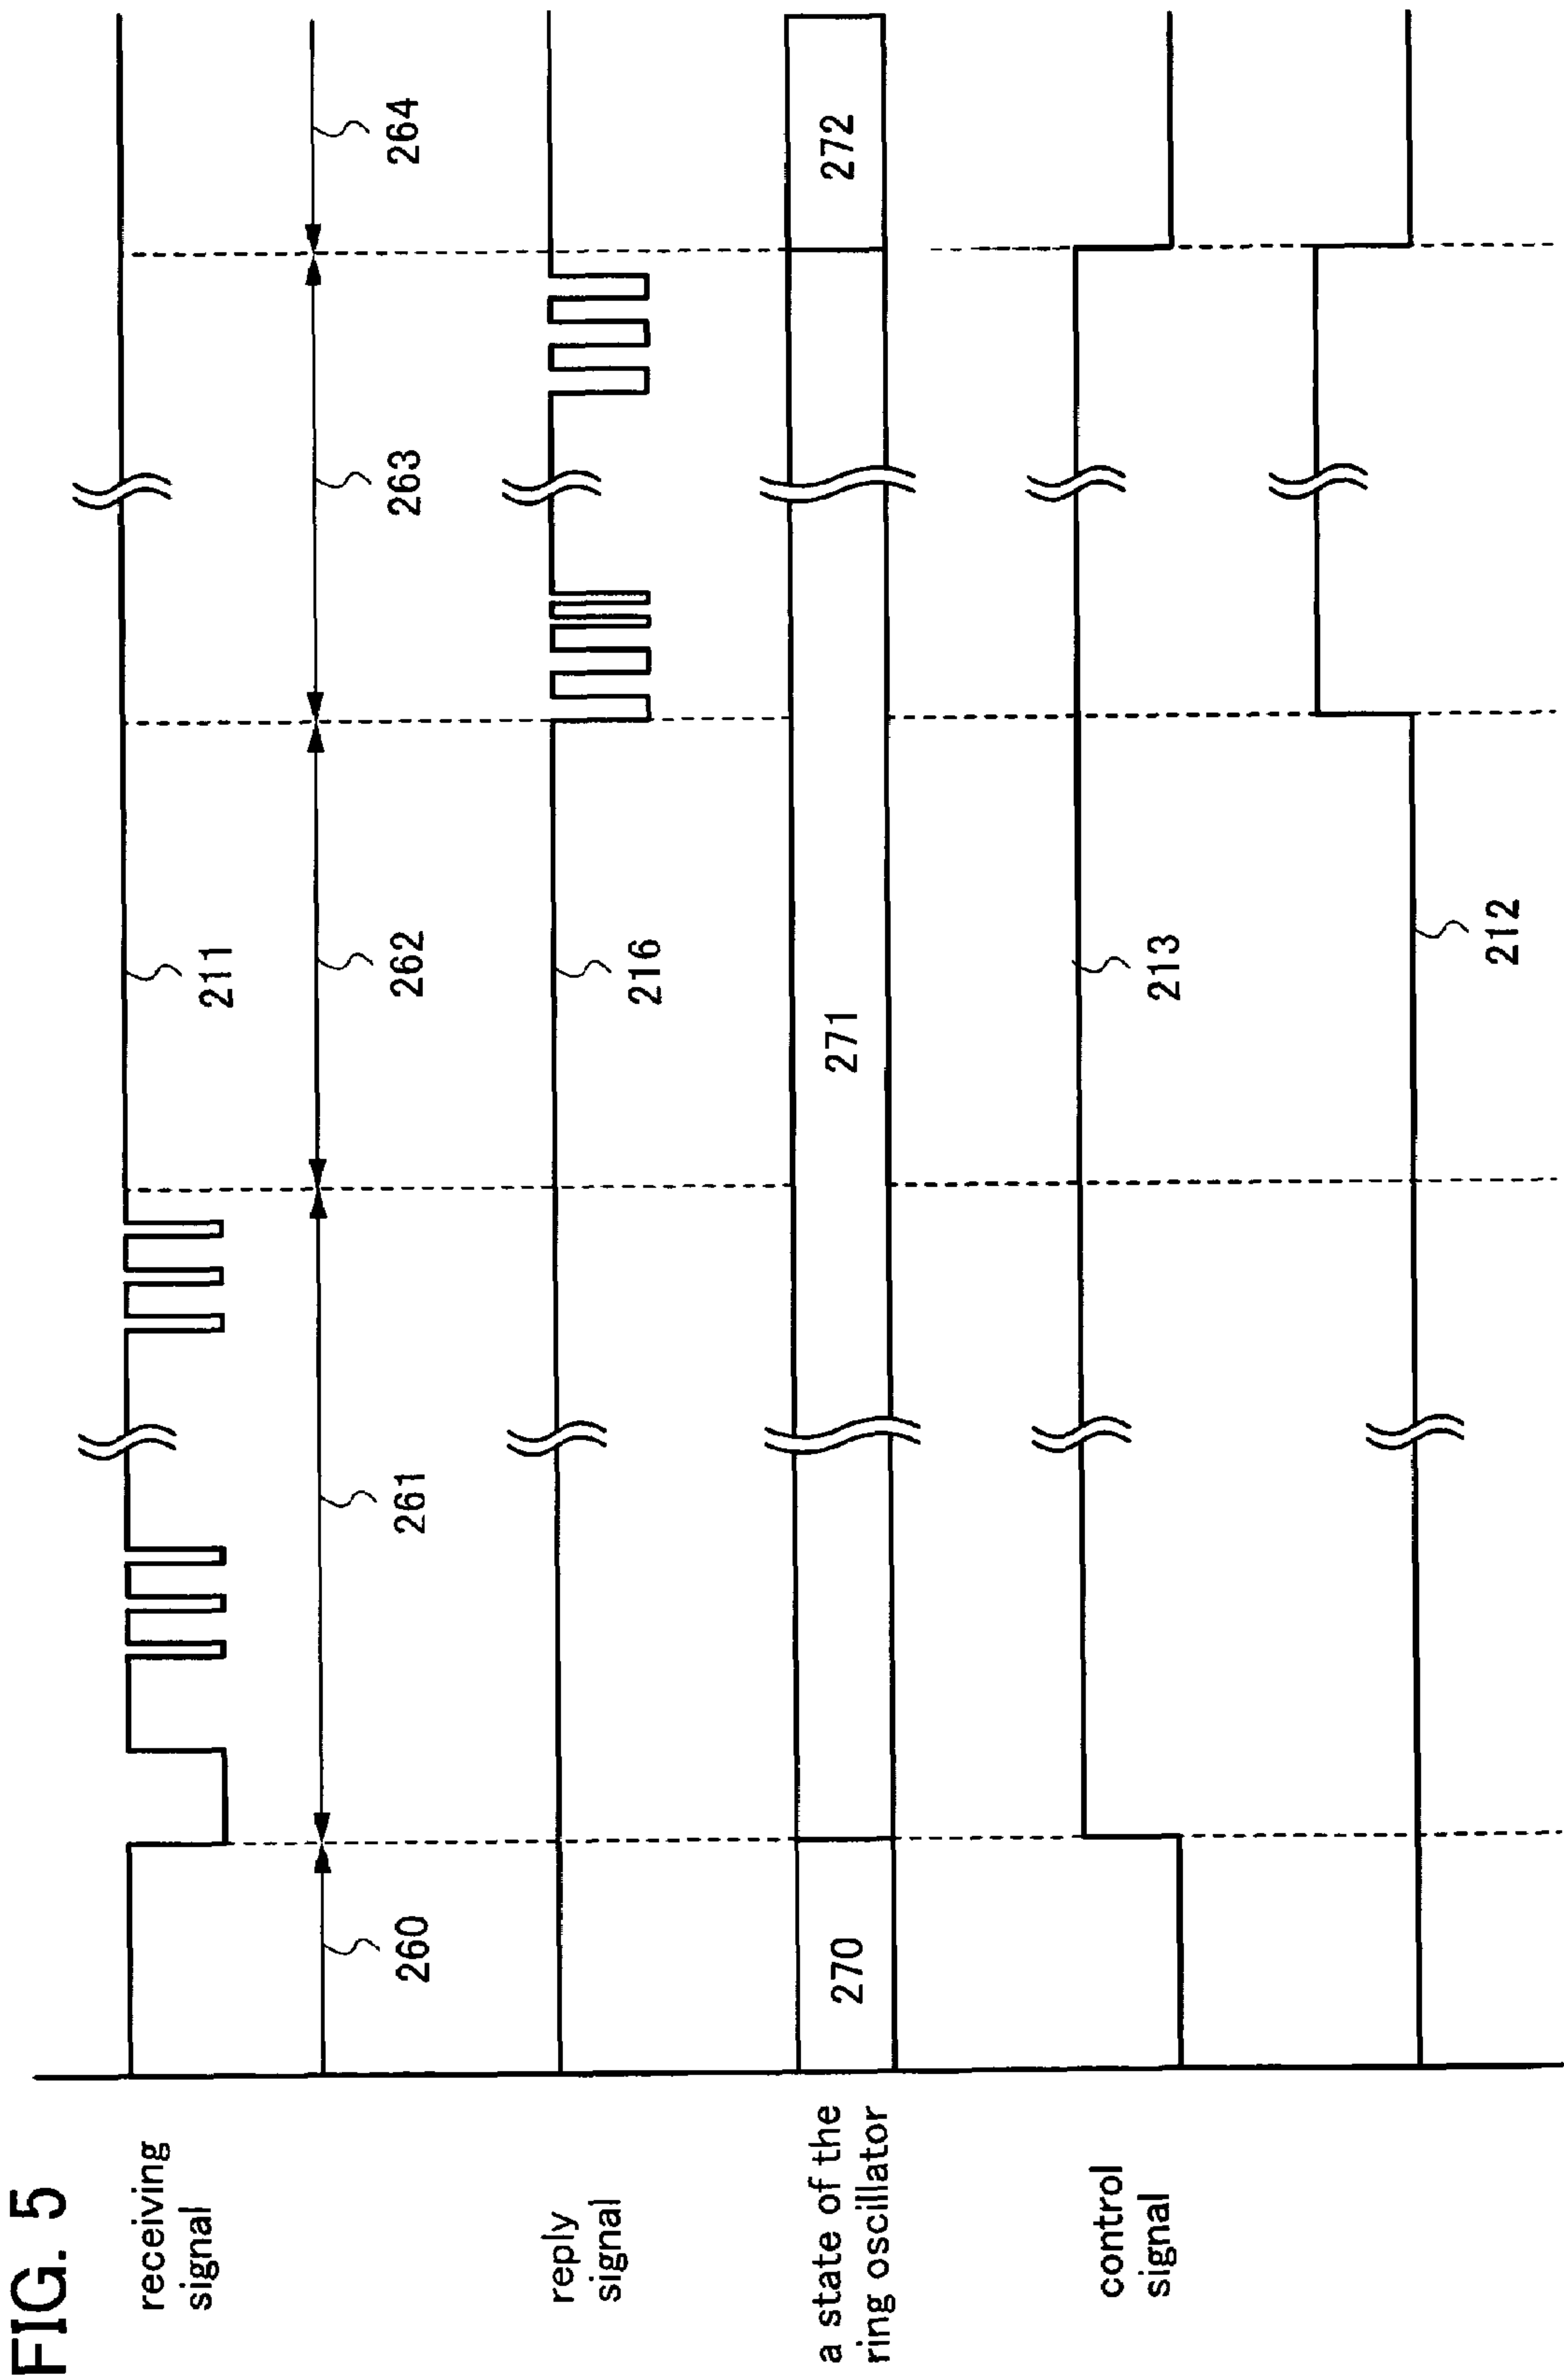 FIG. 5
receiving
signal
211
260
261
262
263
264
reply
signal
216
a state of the
ring oscillator
270
271
272
control
signal
213
212